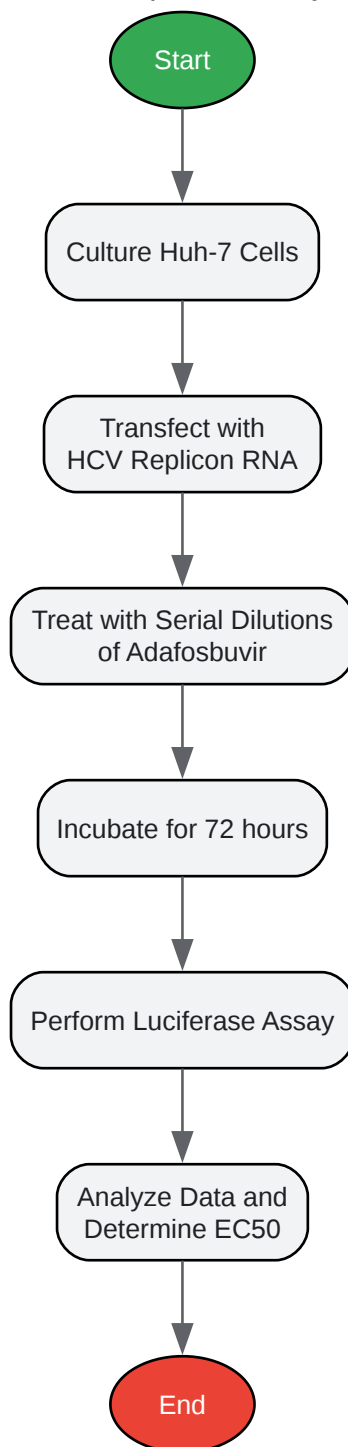 Start
Culture Huh-7 Cells
Transfect with
HCV Replicon RNA
Treat with Serial Dilutions
of Adafosbuvir
Incubate for 72 hours
Perform Luciferase Assay
Analyze Data and
Determine EC50
End